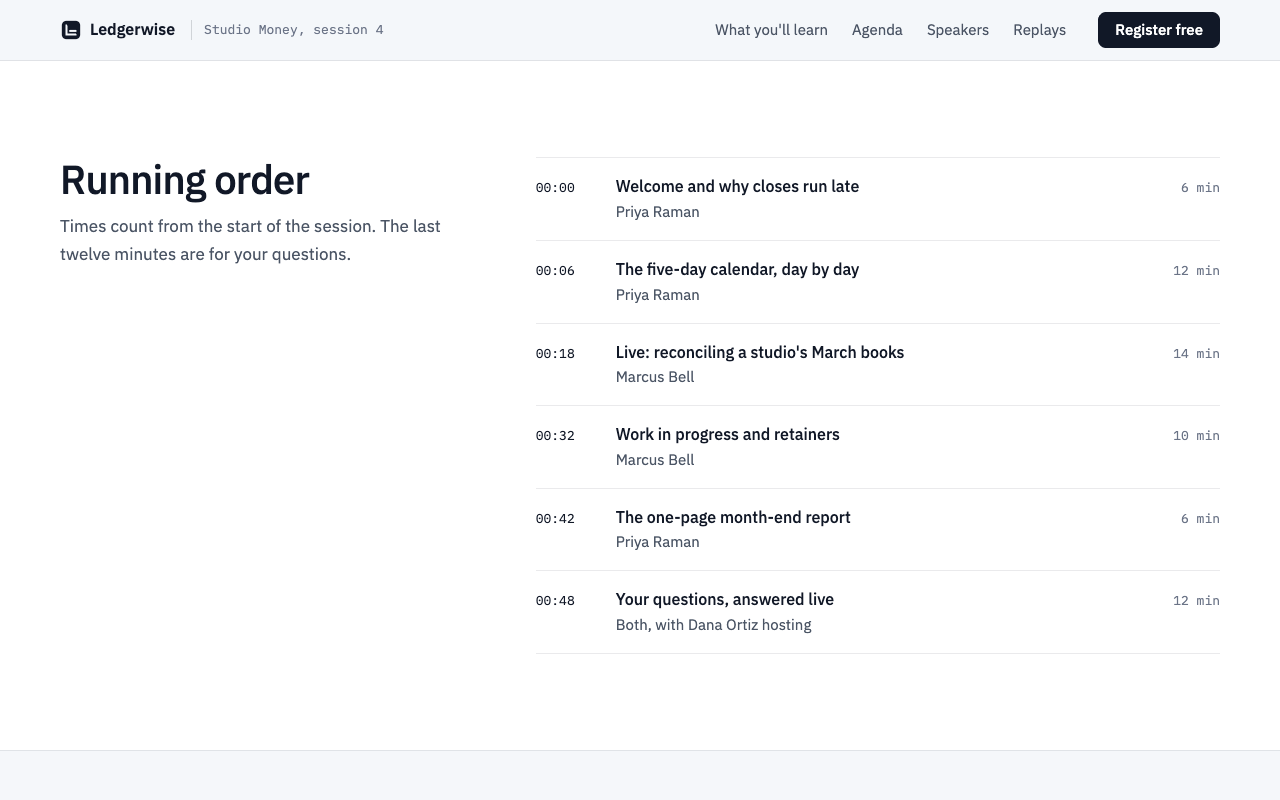 Ledgerwise
Studio Money, session 4
What you'll learn
Agenda
Speakers
Replays
Register free
Running order
Times count from the start of the session. The last
twelve minutes are for your questions.
00:00 Welcome and why closes run late 6 min
Priya Raman
00:06 The five-day calendar, day by day 12 min
Priya Raman
00:18 Live: reconciling a studio's March books 14 min
Marcus Bell
00:32 Work in progress and retainers 10 min
Marcus Bell
00:42 The one-page month-end report 6 min
Priya Raman
00:48 Your questions, answered live 12 min
Both, with Dana Ortiz hosting